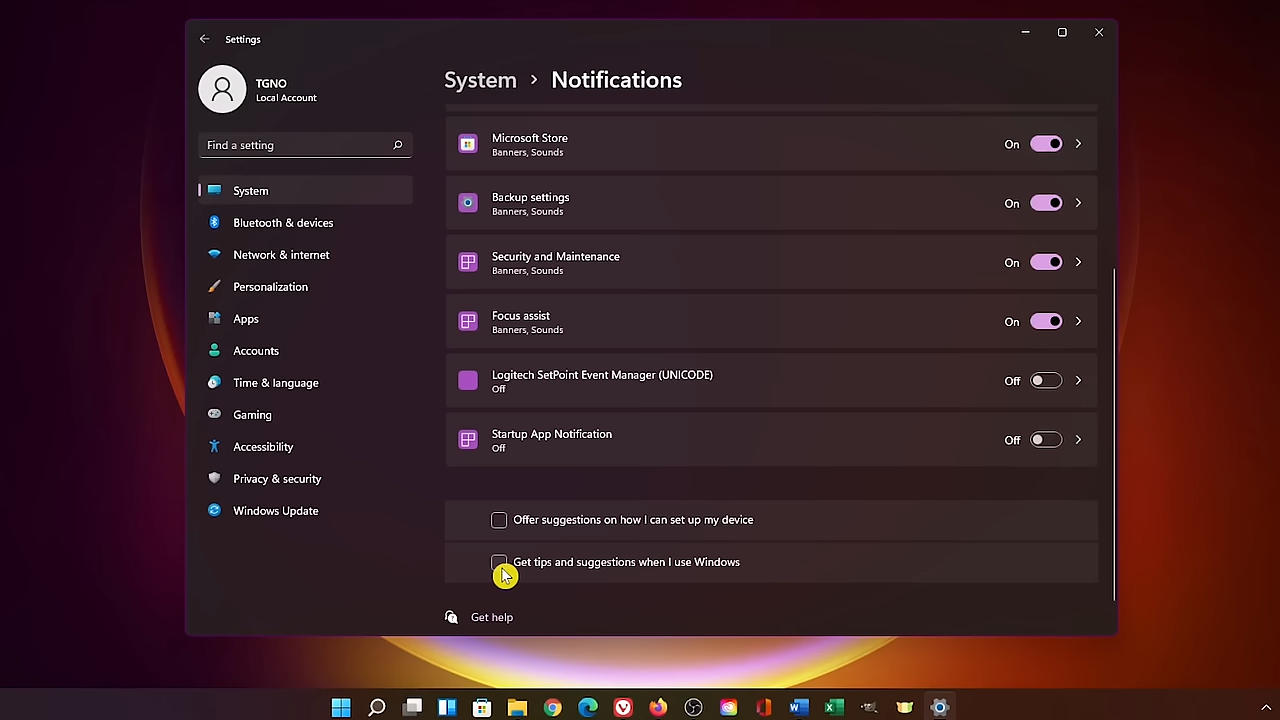 Settings
TGNO
Local Account
Find a setting
System
Bluetooth & devices
Network & internet
Personalization
Apps
Accounts
Time & language
Gaming
Accessibility
Privacy & security
Windows Update
System > Notifications
Microsoft Store
Banners, Sounds
On
Backup settings
Banners, Sounds
On
Security and Maintenance
Banners, Sounds
On
Focus assist
Banners, Sounds
On
Logitech SetPoint Event Manager (UNICODE)
Off
Off
Startup App Notification
Off
Off
Offer suggestions on how I can set up my device
Get tips and suggestions when I use Windows
Get help